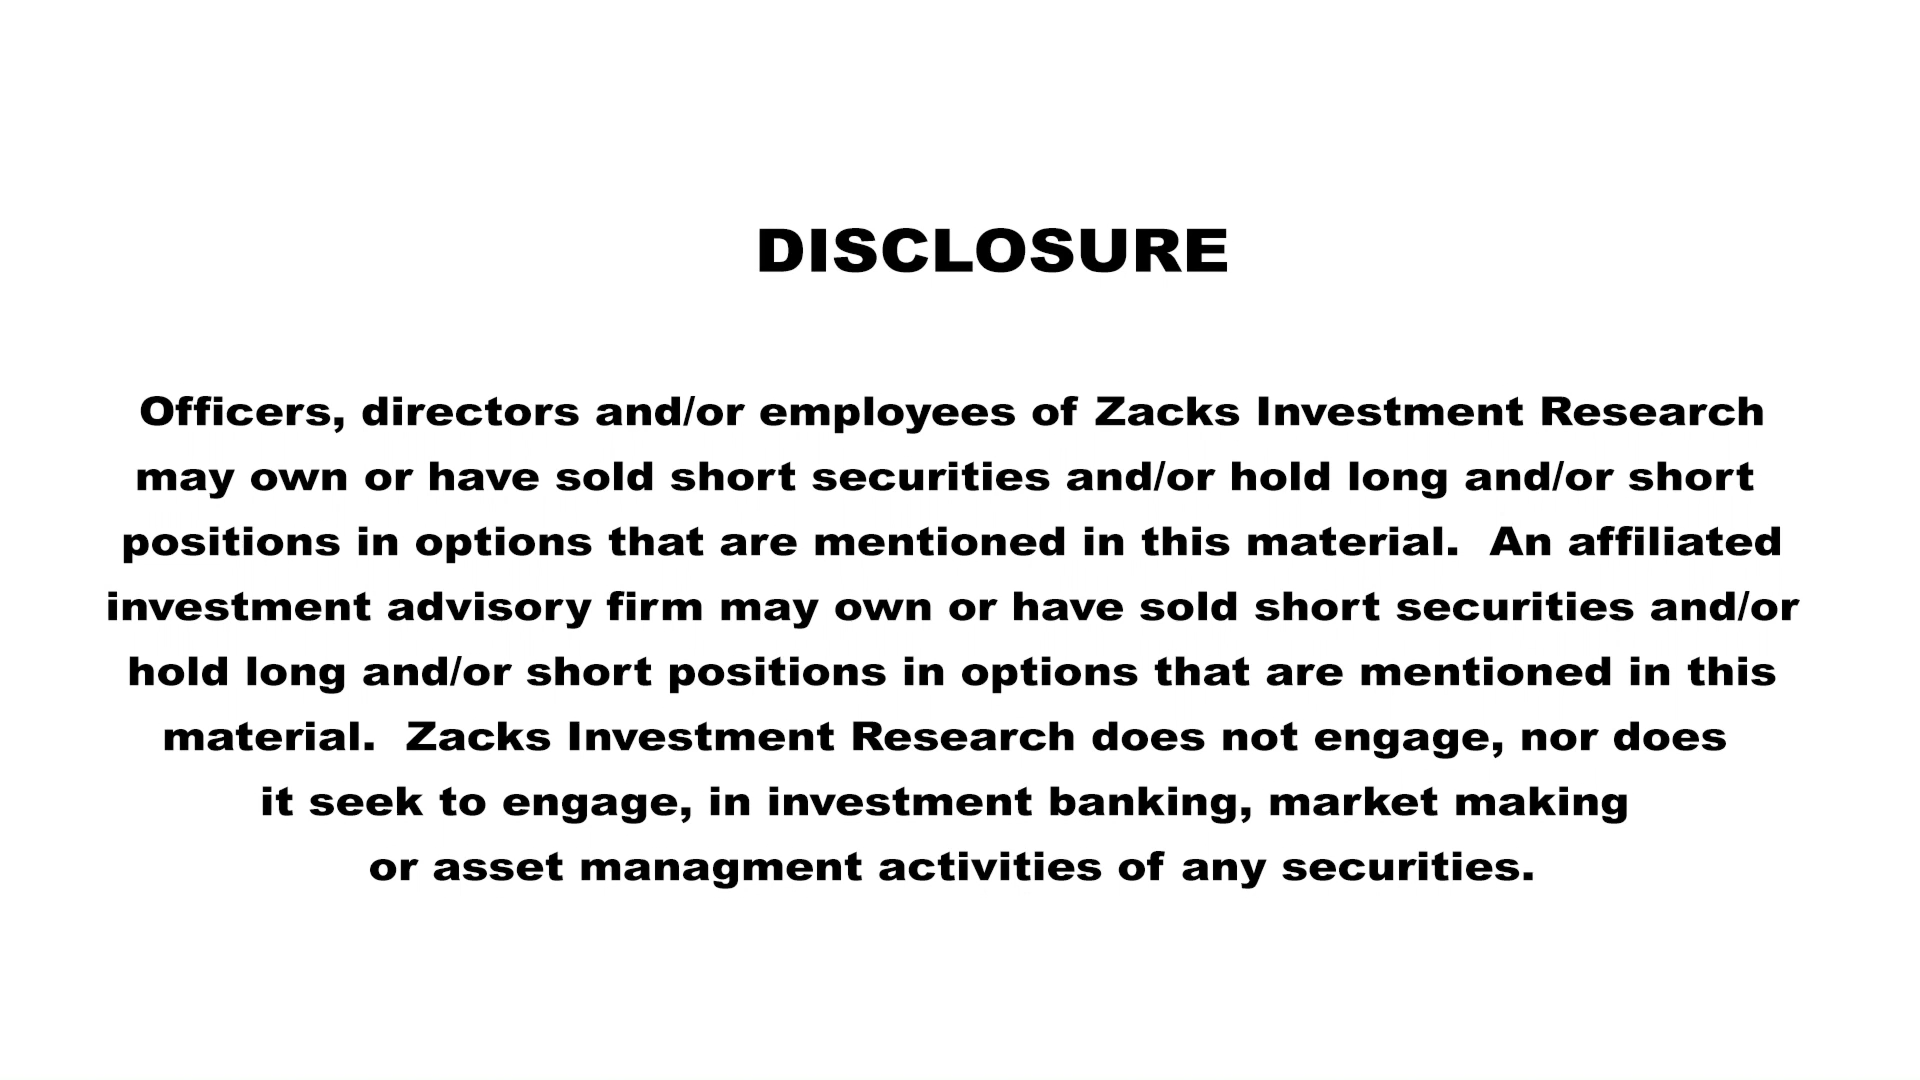 DISCLOSURE
Officers, directors and/or employees of Zacks Investment Research
may own or have sold short securities and/or hold long and/or short
positions in options that are mentioned in this material.  An affiliated
investment advisory firm may own or have sold short securities and/or
hold long and/or short positions in options that are mentioned in this
material.  Zacks Investment Research does not engage, nor does
it seek to engage, in investment banking, market making
or asset managment activities of any securities.